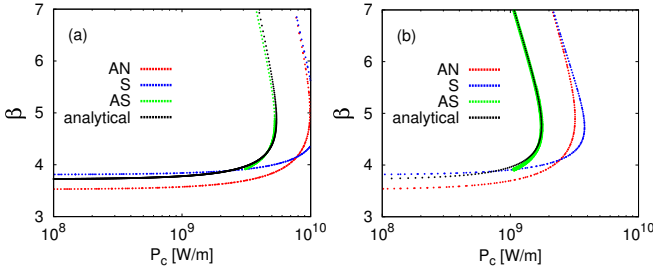 7
6
5
4
3
β
(a)
AN
S
AS
analytical
10^8
10^9
10^10
P_c [W/m]
7
6
5
4
3
β
(b)
AN
S
AS
analytical
10^8
10^9
10^10
P_c [W/m]